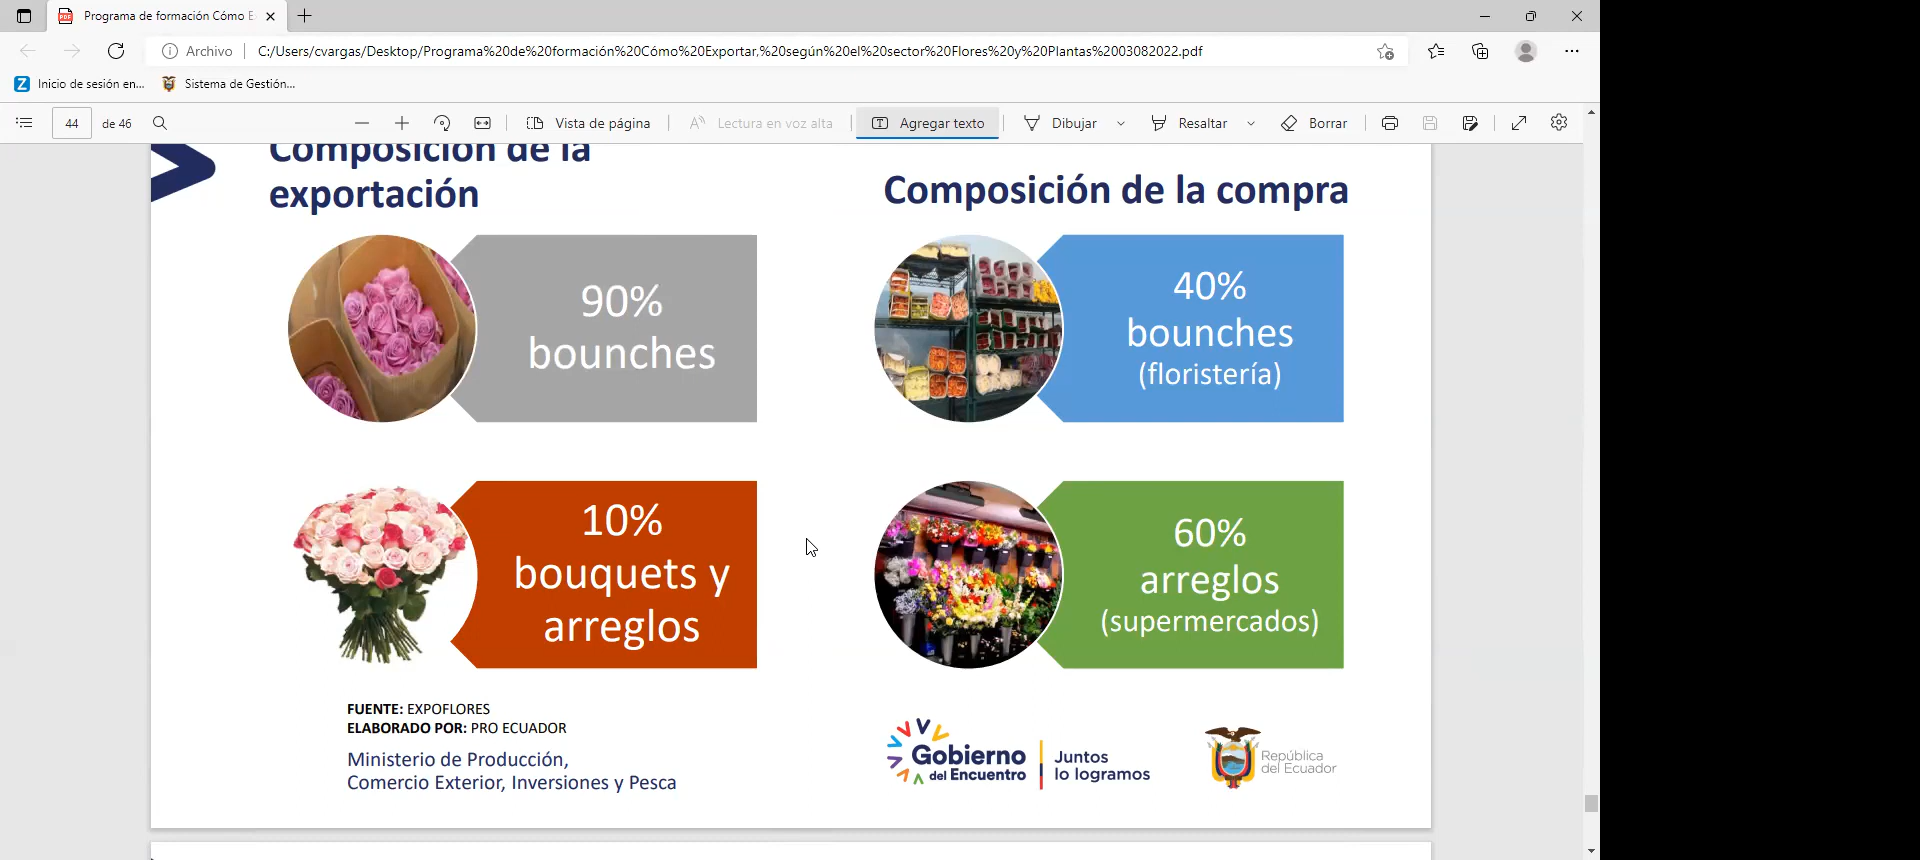 Programa de formación Cómo E
Archivo
C:/Users/cvargas/Desktop/Programa%20de%20formación%20Cómo%20Exportar,%20según%20el%20sector%20Flores%20y%20Plantas%2003082022.pdf
Inicio de sesión en...
Sistema de Gestión...
44 de 46
Vista de página
Lectura en voz alta
Agregar texto
Dibujar
Resaltar
Borrar
Composición de la
exportación
Composición de la compra
90%
bounches
40%
bounches
(floristería)
10%
bouquets y
arreglos
60%
arreglos
(supermercados)
FUENTE: EXPOFLORES
ELABORADO POR: PRO ECUADOR
Ministerio de Producción,
Comercio Exterior, Inversiones y Pesca
Gobierno
del Encuentro
Juntos
lo logramos
República
del Ecuador